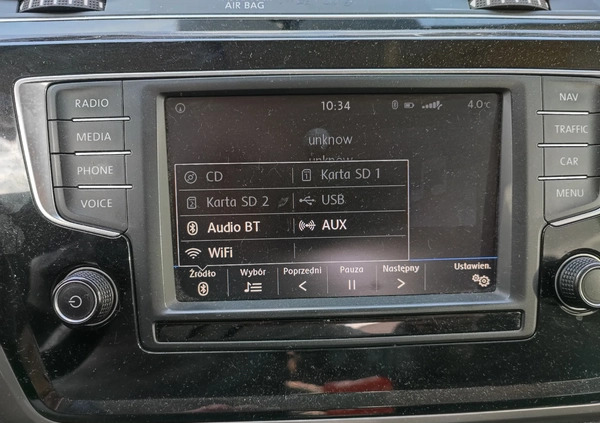 AIR BAG
RADIO
MEDIA
PHONE
VOICE
10:34
4.0°C
unknow
unknow
CD
Karta SD 1
Karta SD 2
USB
Audio BT
AUX
WiFi
Źródło
Wybór
Poprzedni
Pauza
Następny
Ustawien.
NAV
TRAFFIC
CAR
MENU